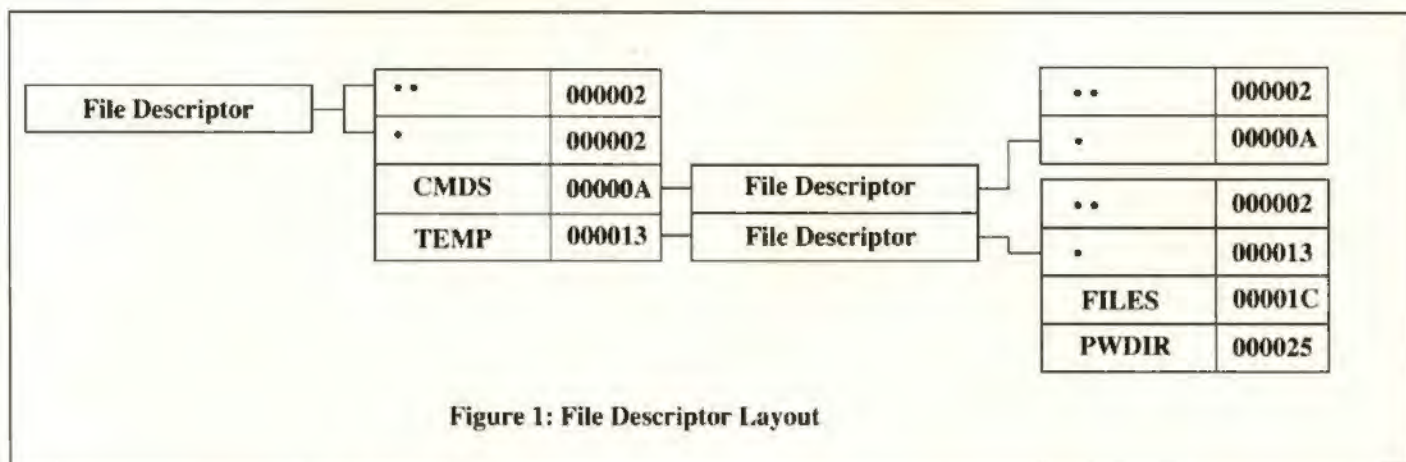 File Descriptor
•• 000002
• 000002
CMDS 00000A
TEMP 000013
File Descriptor
File Descriptor
•• 000002
• 00000A
•• 000002
• 000013
FILES 00001C
PWDIR 000025
Figure 1: File Descriptor Layout